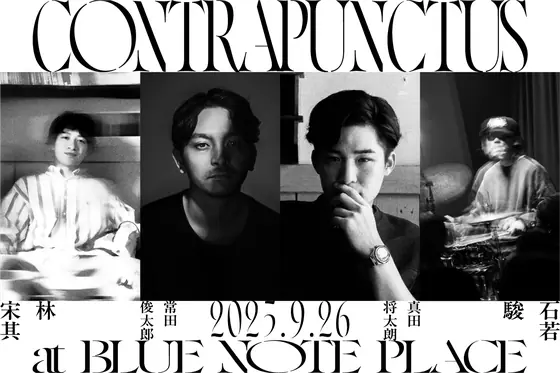 CONTRAPUNCTUS
林
宋其
常田
俊太郎
2025.9.26
真田
将太朗
石若
駿
at BLUE NOTE PLACE